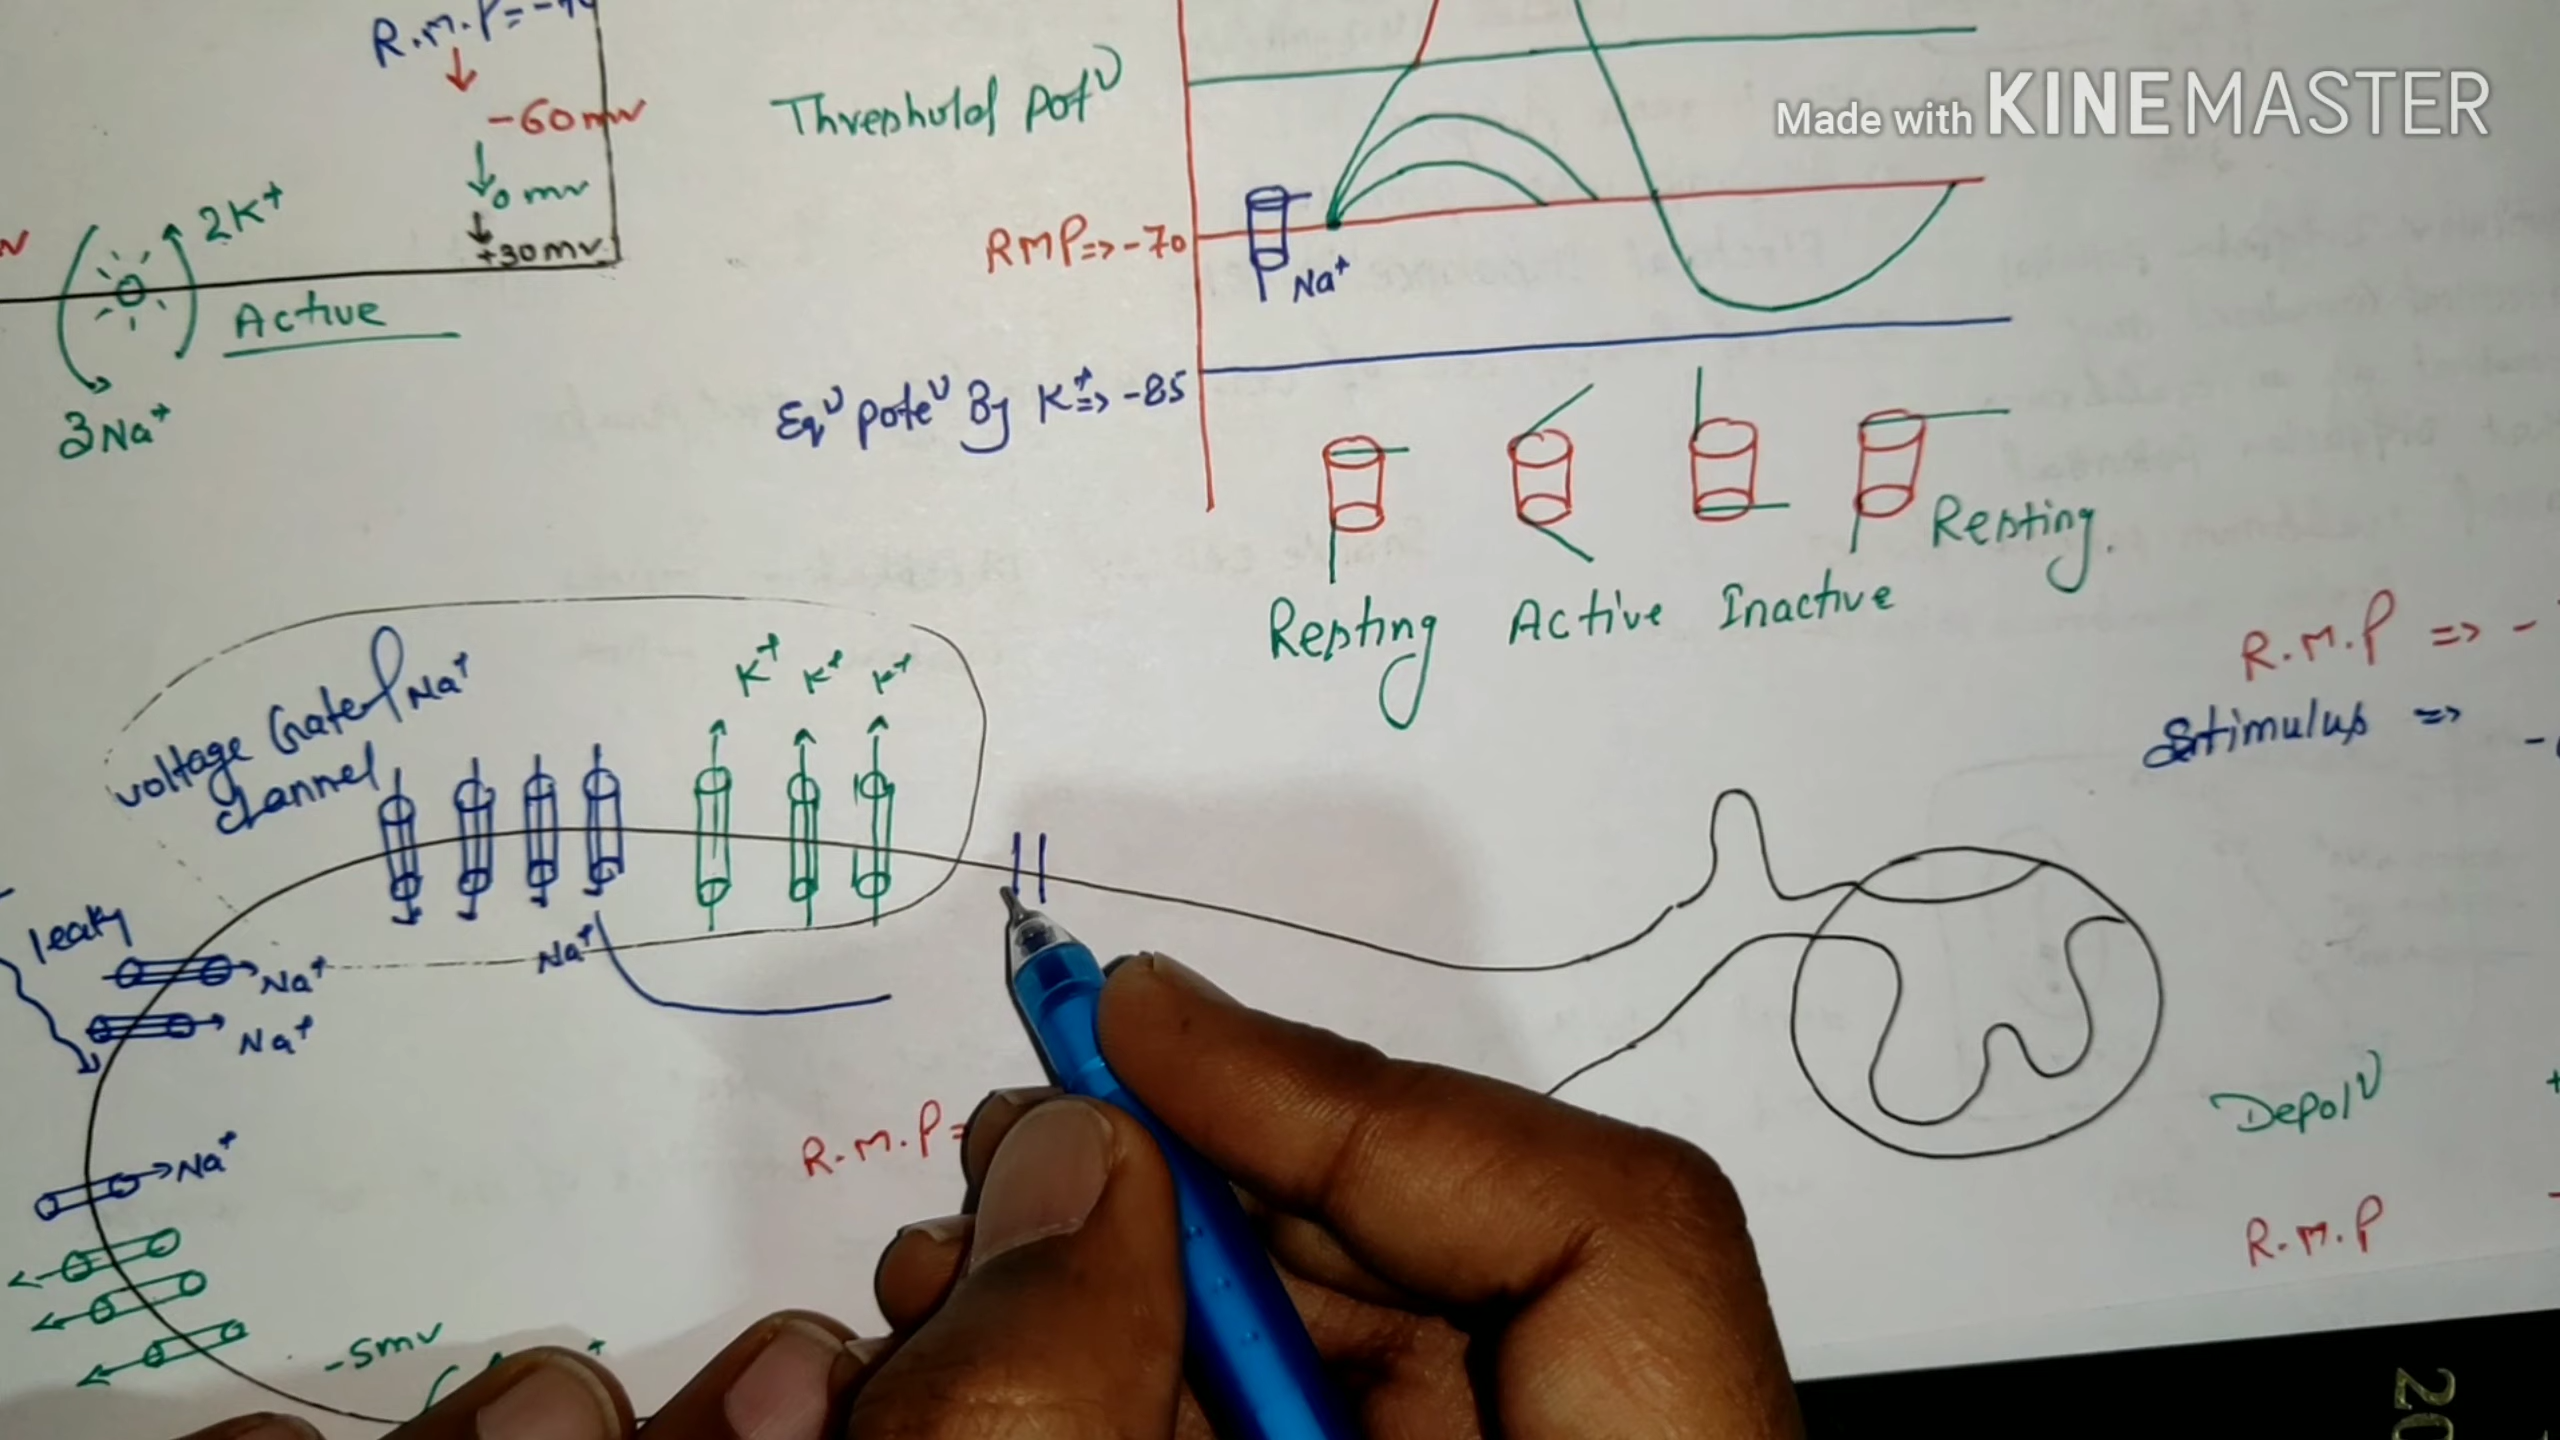 R.m.P=
-60mv
0mv
+30mv
2K+
Active
3Na+
Threshold Potⁿ
Made with KINEMASTER
RMP=>-70
Na+
Eqⁿ poteⁿ By K+=> -85
Resting Active Inactive Resting.
R.M.P => -
Stimulus =>
voltage Gated Na+
channel
K+ K+ K+
leaky
Na+
Na+
Na+
Na+
R.M.P=
-5mv
Depolⁿ
R.M.P